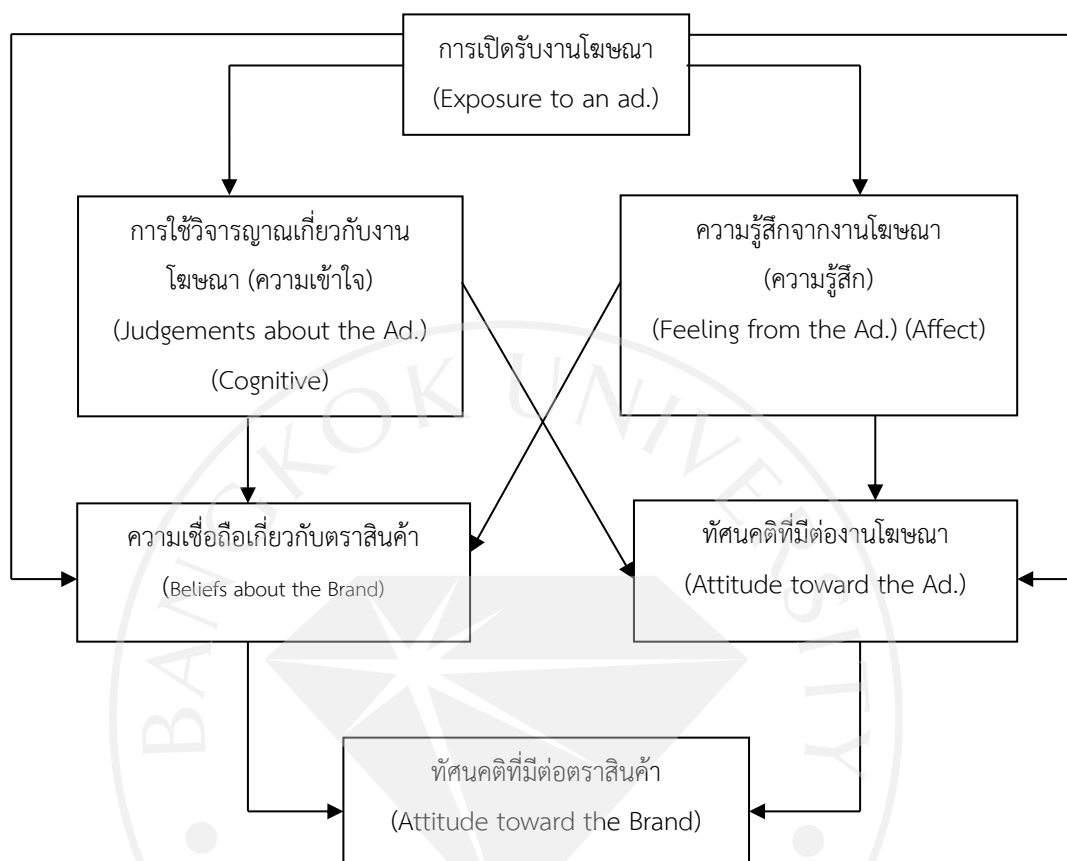 การเปิดรับงานโฆษณา
(Exposure to an ad.)
การใช้วิจารญาณเกี่ยวกับงาน
โฆษณา (ความเข้าใจ)
(Judgements about the Ad.)
(Cognitive)
ความรู้สึกจากงานโฆษณา
(ความรู้สึก)
(Feeling from the Ad.) (Affect)
ความเชื่อถือเกี่ยวกับตราสินค้า
(Beliefs about the Brand)
ทัศนคติที่มีต่องานโฆษณา
(Attitude toward the Ad.)
ทัศนคติที่มีต่อตราสินค้า
(Attitude toward the Brand)
BANGKOK UNIVERSITY